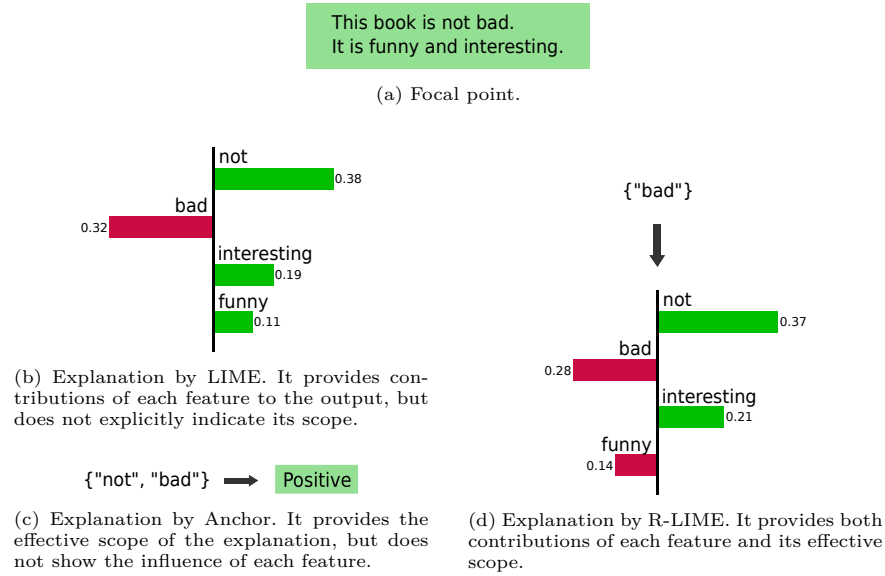 This book is not bad.
It is funny and interesting.
(a) Focal point.
not
0.38
bad
0.32
interesting
0.19
funny
0.11
(b) Explanation by LIME. It provides con-
tributions of each feature to the output, but
does not explicitly indicate its scope.
{"not", "bad"}
Positive
(c) Explanation by Anchor. It provides the
effective scope of the explanation, but does
not show the influence of each feature.
{"bad"}
not
0.37
bad
0.28
interesting
0.21
funny
0.14
(d) Explanation by R-LIME. It provides both
contributions of each feature and its effective
scope.